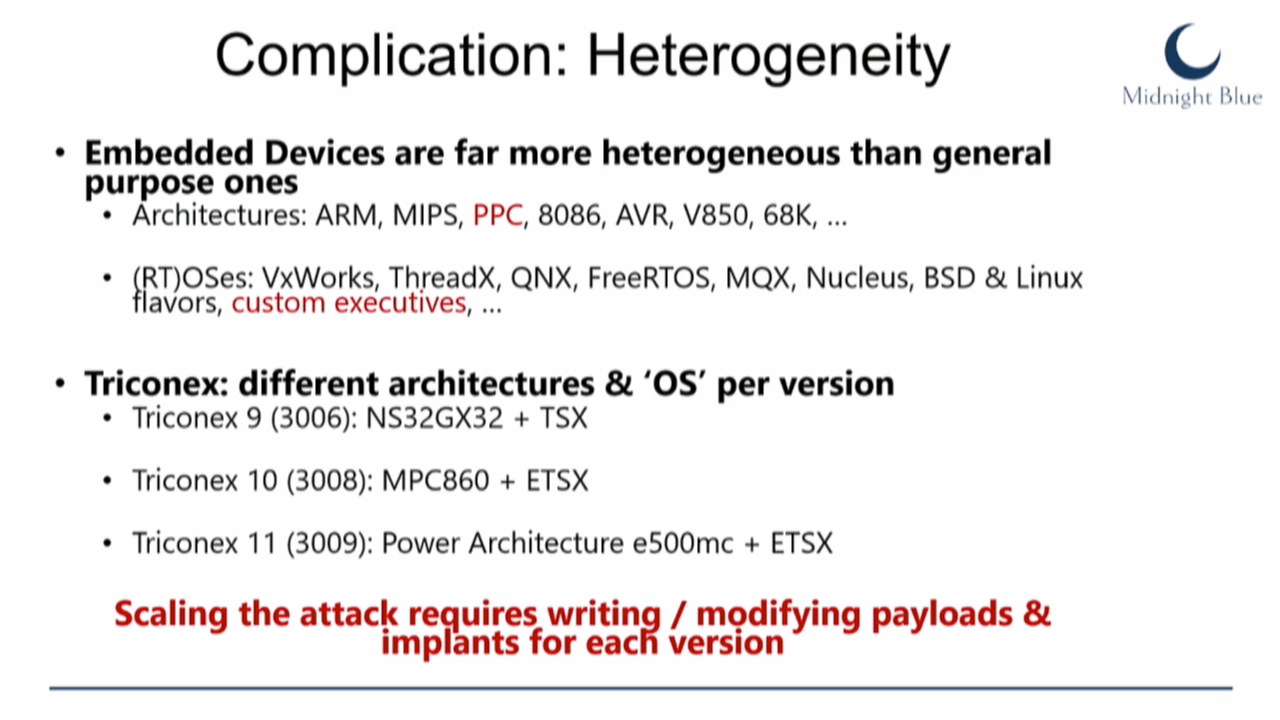 Complication: Heterogeneity
Midnight Blue
• Embedded Devices are far more heterogeneous than general
purpose ones
• Architectures: ARM, MIPS, PPC, 8086, AVR, V850, 68K, ...
• (RT)OSes: VxWorks, ThreadX, QNX, FreeRTOS, MQX, Nucleus, BSD & Linux
flavors, custom executives, ...
• Triconex: different architectures & ‘OS’ per version
• Triconex 9 (3006): NS32GX32 + TSX
• Triconex 10 (3008): MPC860 + ETSX
• Triconex 11 (3009): Power Architecture e500mc + ETSX
Scaling the attack requires writing / modifying payloads &
implants for each version